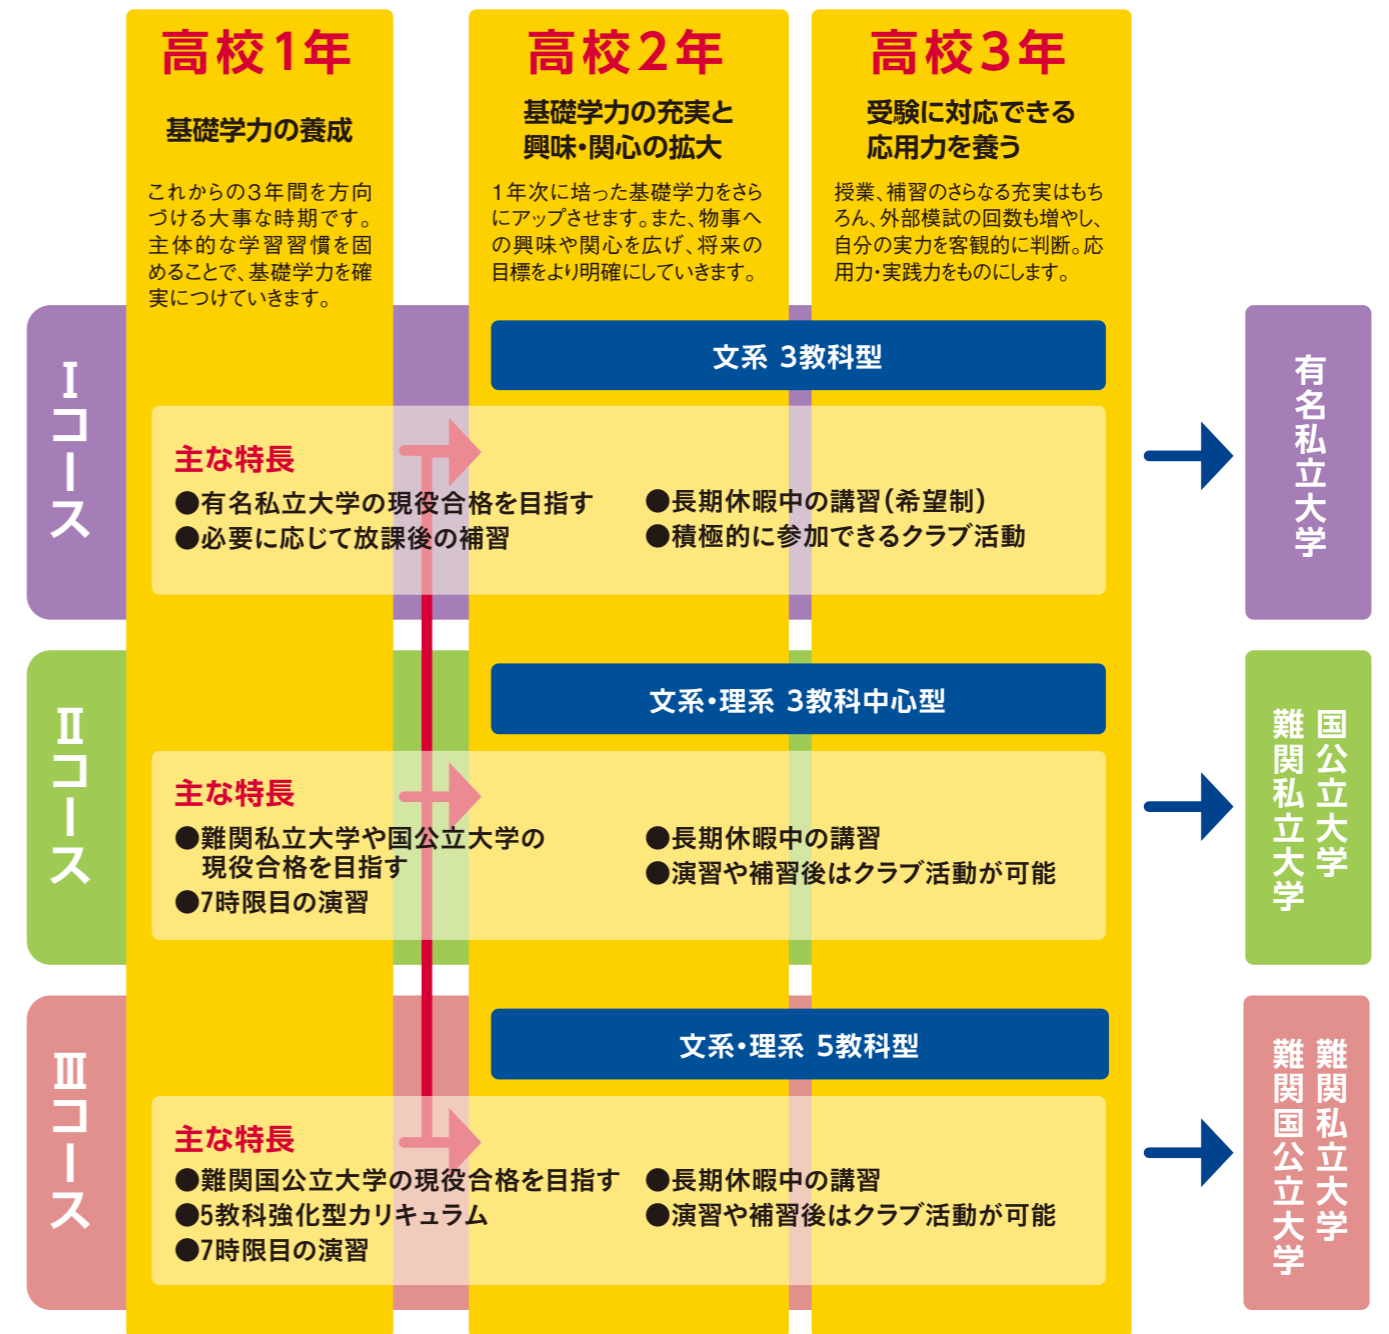 高校1年
基礎学力の養成
これからの3年間を方向
づける大事な時期です。
主体的な学習習慣を固
めることで、基礎学力を確
実につけていきます。
高校2年
基礎学力の充実と
興味・関心の拡大
1年次に培った基礎学力をさら
にアップさせます。また、物事へ
の興味や関心を広げ、将来の
目標をより明確にしていきます。
高校3年
受験に対応できる
応用力を養う
授業、補習のさらなる充実はもち
ろん、外部模試の回数も増やし、
自分の実力を客観的に判断。応
用力・実践力をものにします。
Ⅰコース
文系 3教科型
主な特長
●有名私立大学の現役合格を目指す
●必要に応じて放課後の補習
●長期休暇中の講習（希望制）
●積極的に参加できるクラブ活動
有名私立大学
Ⅱコース
文系・理系 3教科中心型
主な特長
●難関私立大学や国公立大学の
現役合格を目指す
●7時限目の演習
●長期休暇中の講習
●演習や補習後はクラブ活動が可能
国公立大学
難関私立大学
Ⅲコース
文系・理系 5教科型
主な特長
●難関国公立大学の現役合格を目指す
●5教科強化型カリキュラム
●7時限目の演習
●長期休暇中の講習
●演習や補習後はクラブ活動が可能
難関私立大学
難関国公立大学